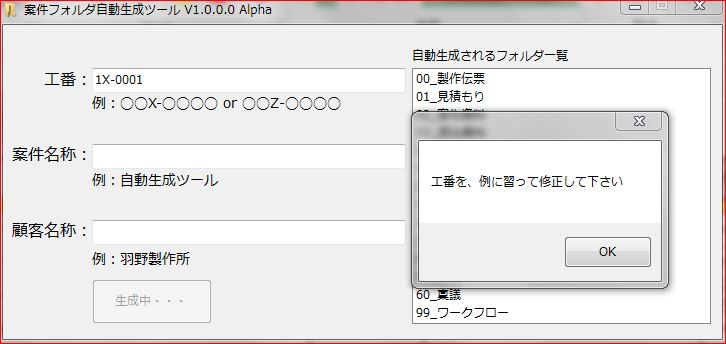 案件フォルダ自動生成ツール V1.0.0.0 Alpha
自動生成されるフォルダ一覧
工番：
1X-0001
例：○○X-○○○○ or ○○Z-○○○○
案件名称：
例：自動生成ツール
顧客名称：
例：羽野製作所
生成中・・・
00_製作伝票
01_見積もり
工番を、例に習って修正して下さい
OK
60_稟議
99_ワークフロー